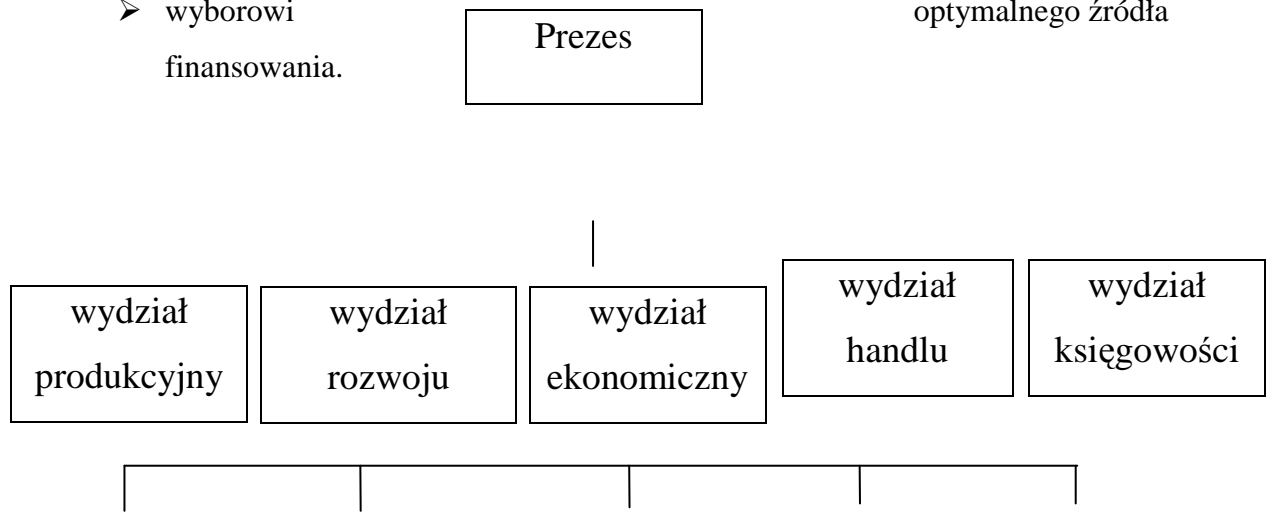 ➢ wyborowi optymalnego źródła
finansowania.
Prezes
wydział
produkcyjny
wydział
rozwoju
wydział
ekonomiczny
wydział
handlu
wydział
księgowości